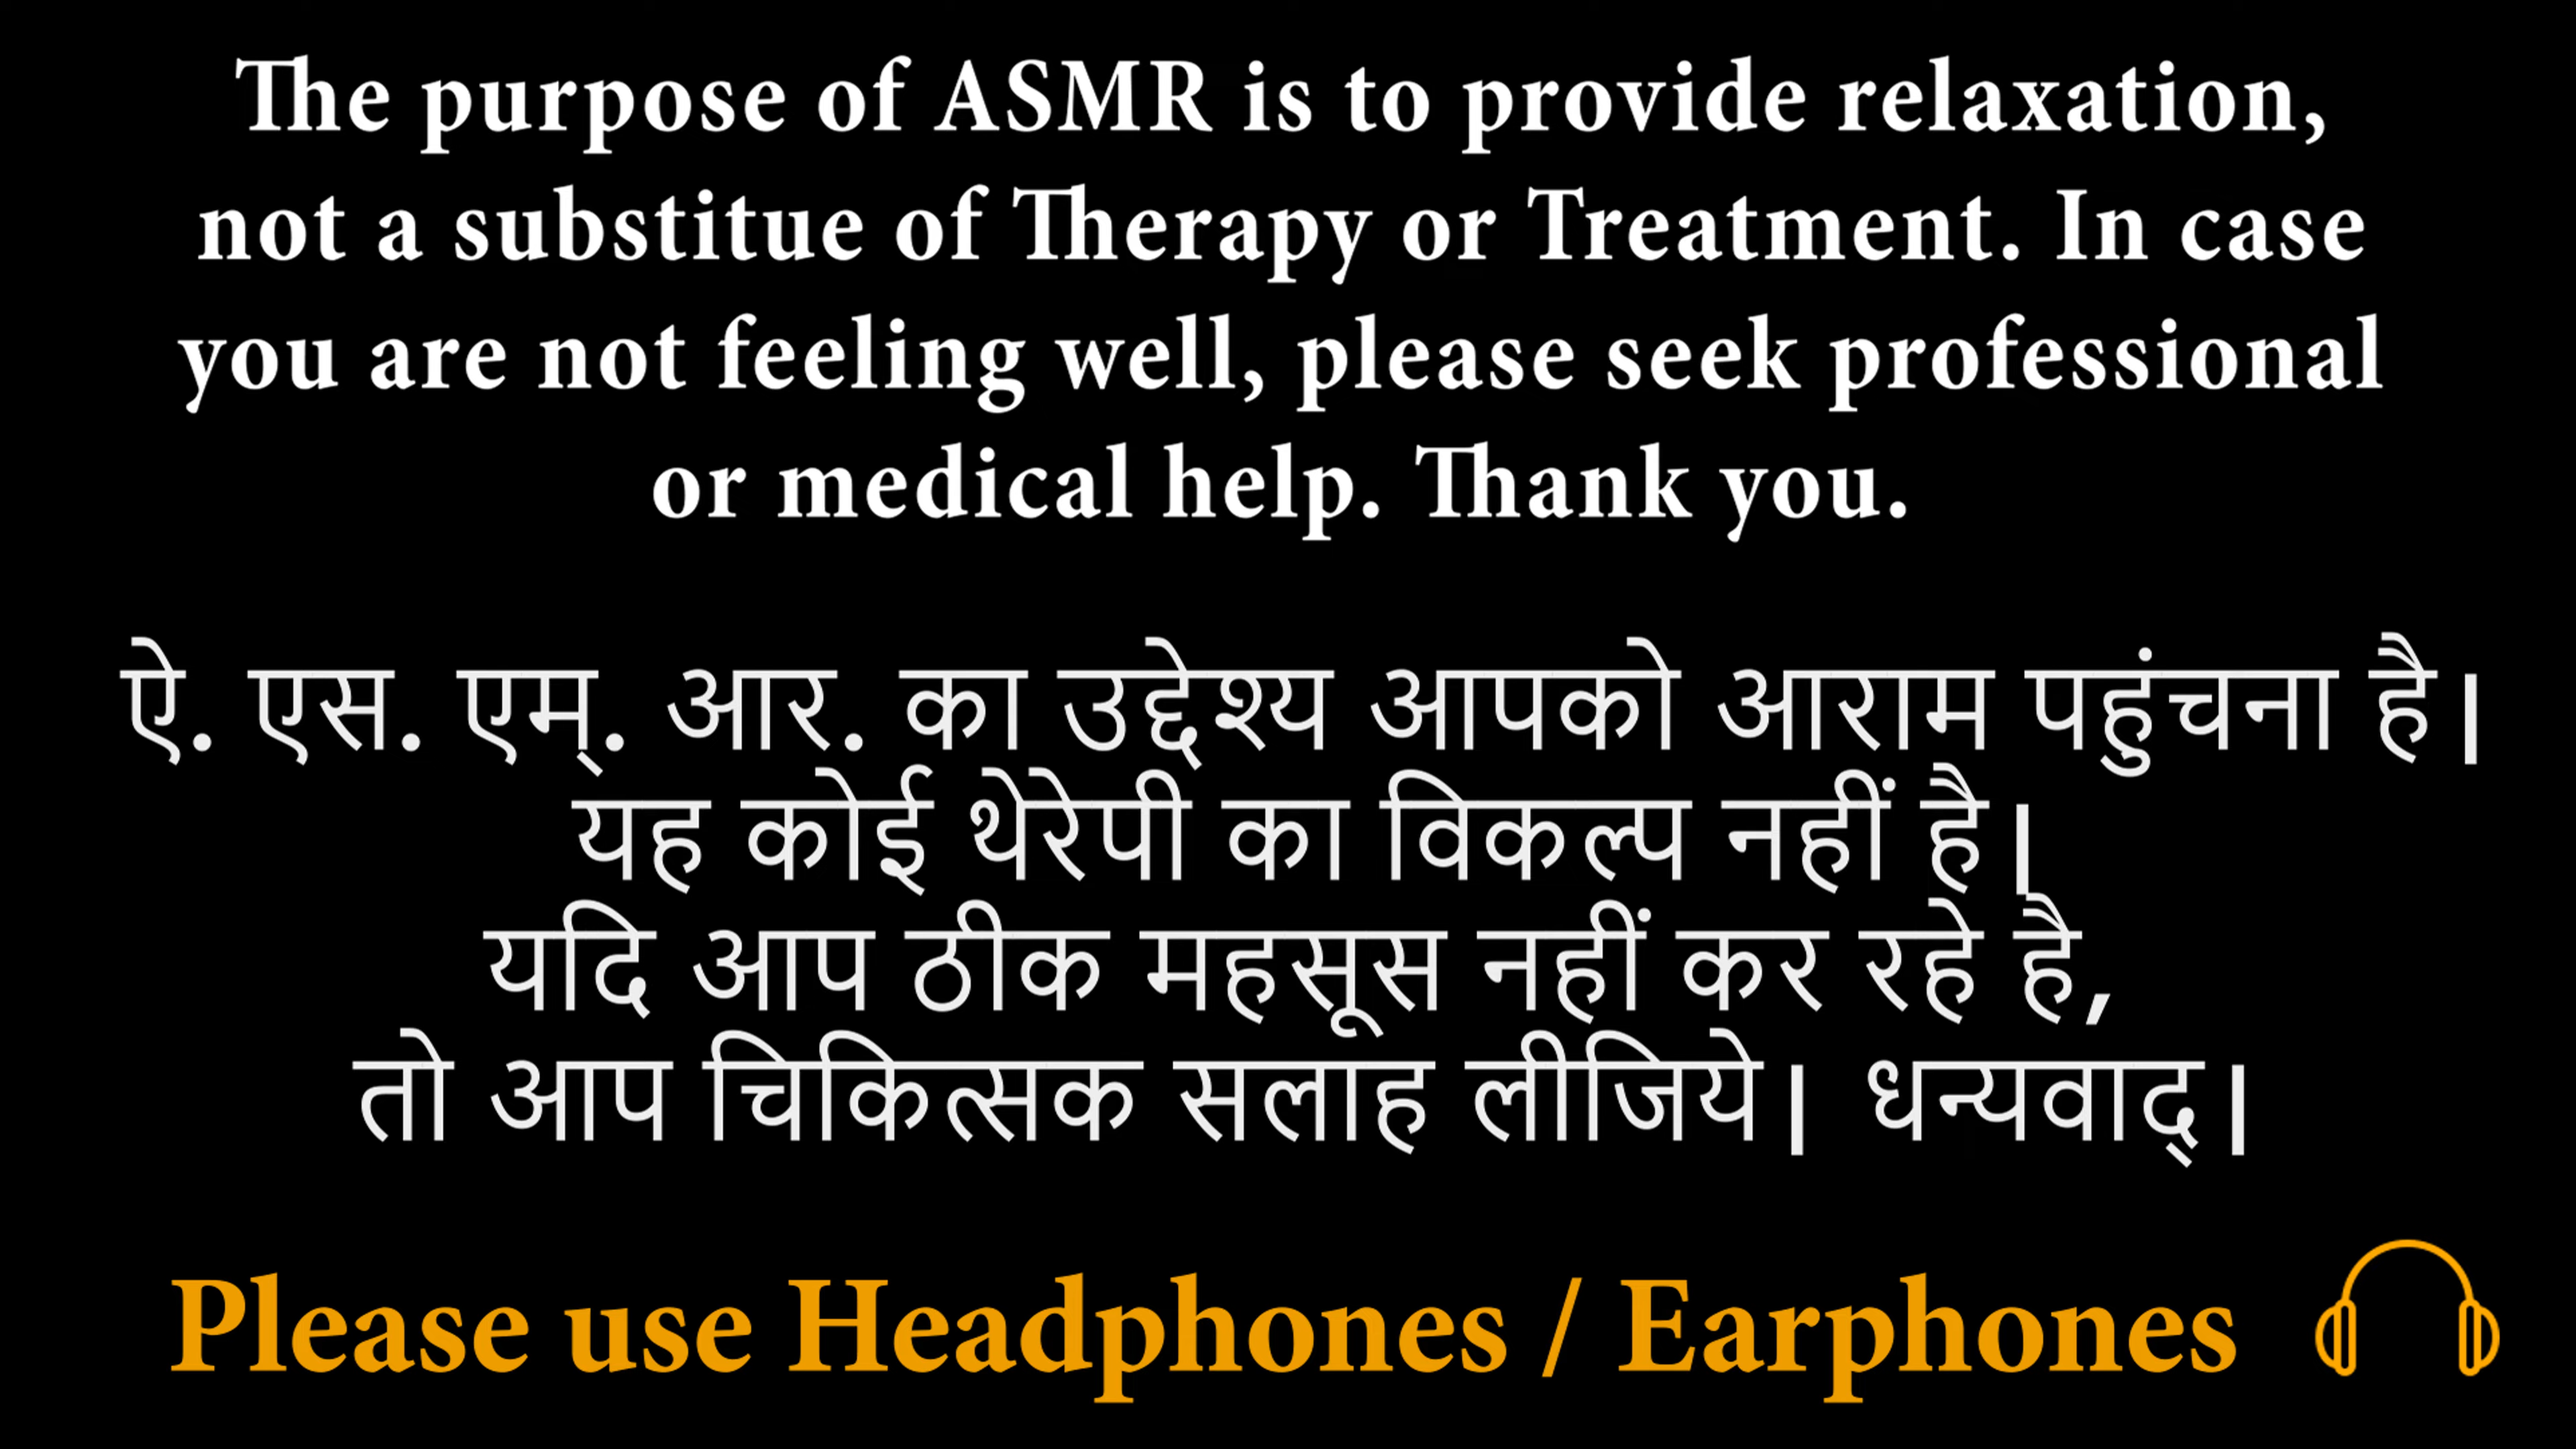 The purpose of ASMR is to provide relaxation,
not a substitue of Therapy or Treatment. In case
you are not feeling well, please seek professional
or medical help. Thank you.
ऐ. एस. एम्. आर. का उद्देश्य आपको आराम पहुंचना है।
यह कोई थेरेपी का विकल्प नहीं है।
यदि आप ठीक महसूस नहीं कर रहे है,
तो आप चिकित्सक सलाह लीजिये। धन्यवाद्।
Please use Headphones / Earphones